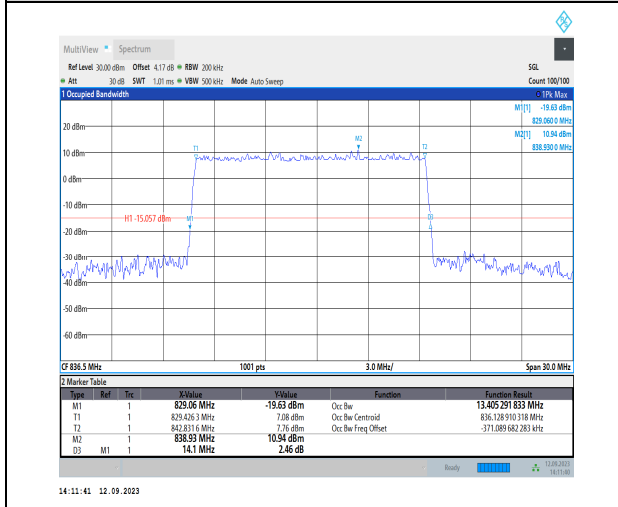 MultiView Spectrum
Ref Level 30.00 dBm Offset 4.17 dB RBW 200 kHz SGL
Att 30 dB SWT 1.01 ms VBW 500 kHz Mode Auto Sweep Count 100/100
1 Occupied Bandwidth 1Pk Max
M1[1] -19.63 dBm
829.060 0 MHz
M2[1] 10.94 dBm
838.930 0 MHz
20 dBm
M2
T1 T2
10 dBm
0 dBm
-10 dBm
H1 -15.057 dBm M1 D3
-20 dBm
-30 dBm
-40 dBm
-50 dBm
-60 dBm
CF 836.5 MHz 1001 pts 3.0 MHz/ Span 30.0 MHz
2 Marker Table
Type Ref Trc X-Value Y-Value Function Function Result
M1 1 829.06 MHz -19.63 dBm Occ Bw 13.405 291 833 MHz
T1 1 829.426 3 MHz 7.08 dBm Occ Bw Centroid 836.128 910 318 MHz
T2 1 842.831 6 MHz 7.76 dBm Occ Bw Freq Offset -371.089 682 283 kHz
M2 1 838.93 MHz 10.94 dBm
D3 M1 1 14.1 MHz 2.46 dB
Ready 12.09.2023
14:11:40
14:11:41 12.09.2023